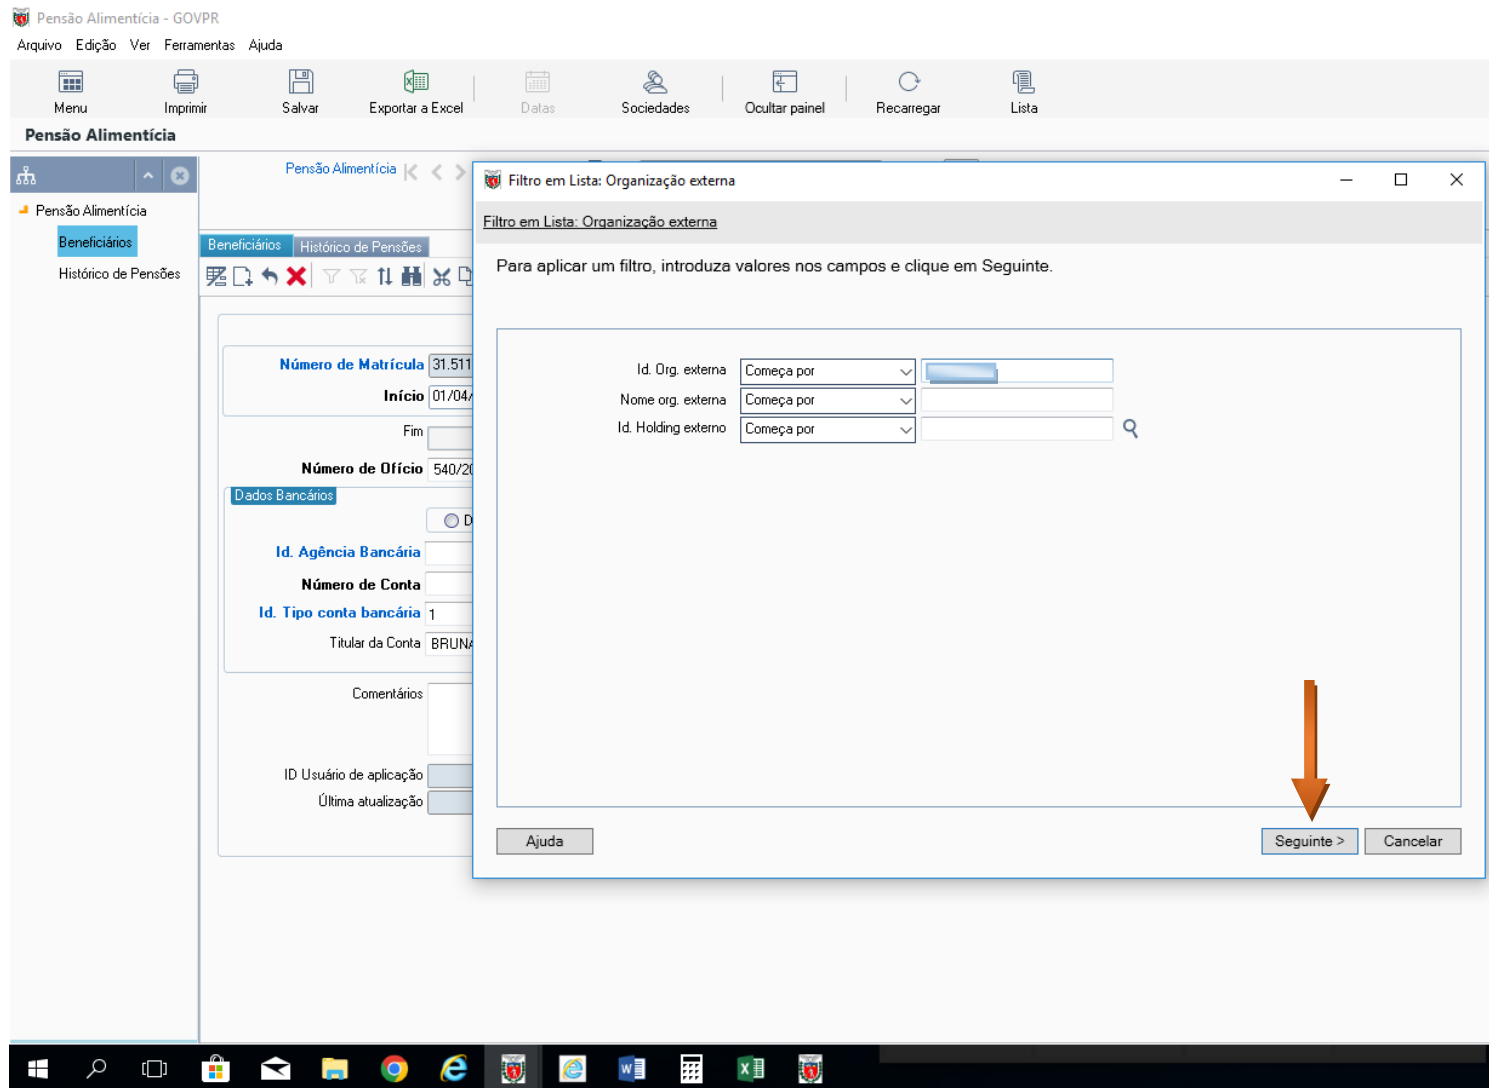 Pensão Alimentícia - GOVPR
Arquivo Edição Ver Ferramentas Ajuda
Menu Imprimir Salvar Exportar a Excel Datas Sociedades Ocultar painel Recarregar Lista
Pensão Alimentícia
Pensão Alimentícia
Filtro em Lista: Organização externa
Pensão Alimentícia
Beneficiários
Histórico de Pensões
Beneficiários Histórico de Pensões
Filtro em Lista: Organização externa
Para aplicar um filtro, introduza valores nos campos e clique em Seguinte.
Número de Matrícula 31.511
Início 01/04/
Fim
Número de Ofício 540/20
Dados Bancários
D
Id. Agência Bancária
Número de Conta
Id. Tipo conta bancária 1
Titular da Conta BRUNA
Comentários
ID Usuário de aplicação
Última atualização
Id. Org. externa Começa por
Nome org. externa Começa por
Id. Holding externo Começa por
Ajuda Seguinte > Cancelar